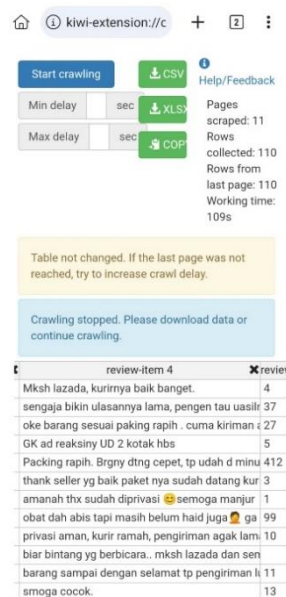 kiwi-extension://c
2
Start crawling
CSV
Help/Feedback
Min delay
sec
XLSX
Max delay
sec
COPY
Pages
scraped: 11
Rows
collected: 110
Rows from
last page: 110
Working time:
109s
Table not changed. If the last page was not
reached, try to increase crawl delay.
Crawling stopped. Please download data or
continue crawling.
review-item 4
Mksh lazada, kurirnya baik banget.
4
sengaja bikin ulasannya lama, pengen tau
37
oke barang sesuai paking rapih . cuma kiriman
27
GK ad reaksiny UD 2 kotak hbs
5
Packing rapih. Brgny dtng cepet, tp udah d
412
thank seller yg baik paket nya sudah datang kur
3
amanah thx sudah diprivasi 😊semoga manjur
1
obat dah abis tapi masih belum haid juga🤦 ga
99
privasi aman, kurir ramah, pengiriman agak
10
biar bintang yg berbicara.. mksh lazada dan
barang sampai dengan selamat tp pengiriman
11
smoga cocok.
13